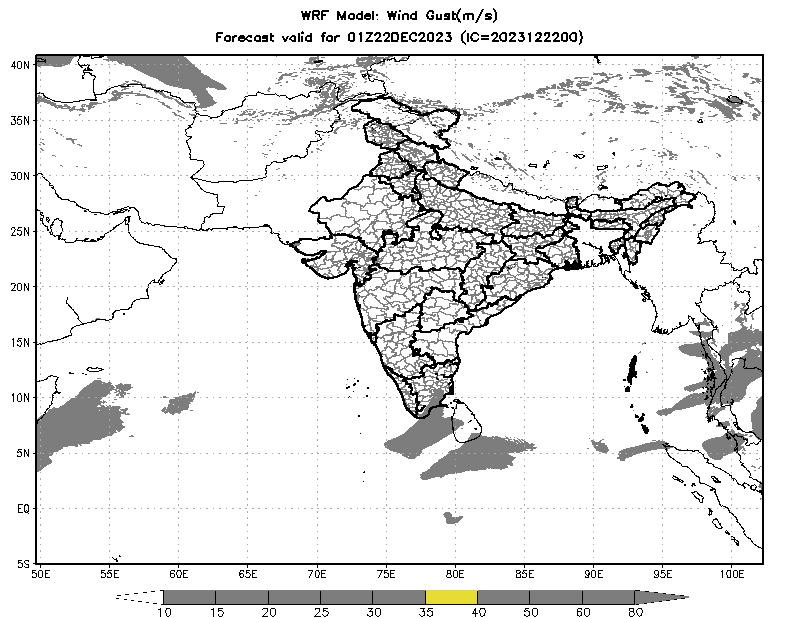 WRF Model: Wind Gust(m/s)
Forecast valid for 01Z22DEC2023 (IC=2023122200)
40N
35N
30N
25N
20N
15N
10N
5N
EQ
5S
50E 55E 60E 65E 70E 75E 80E 85E 90E 95E 100E
10 15 20 25 30 35 40 50 60 80